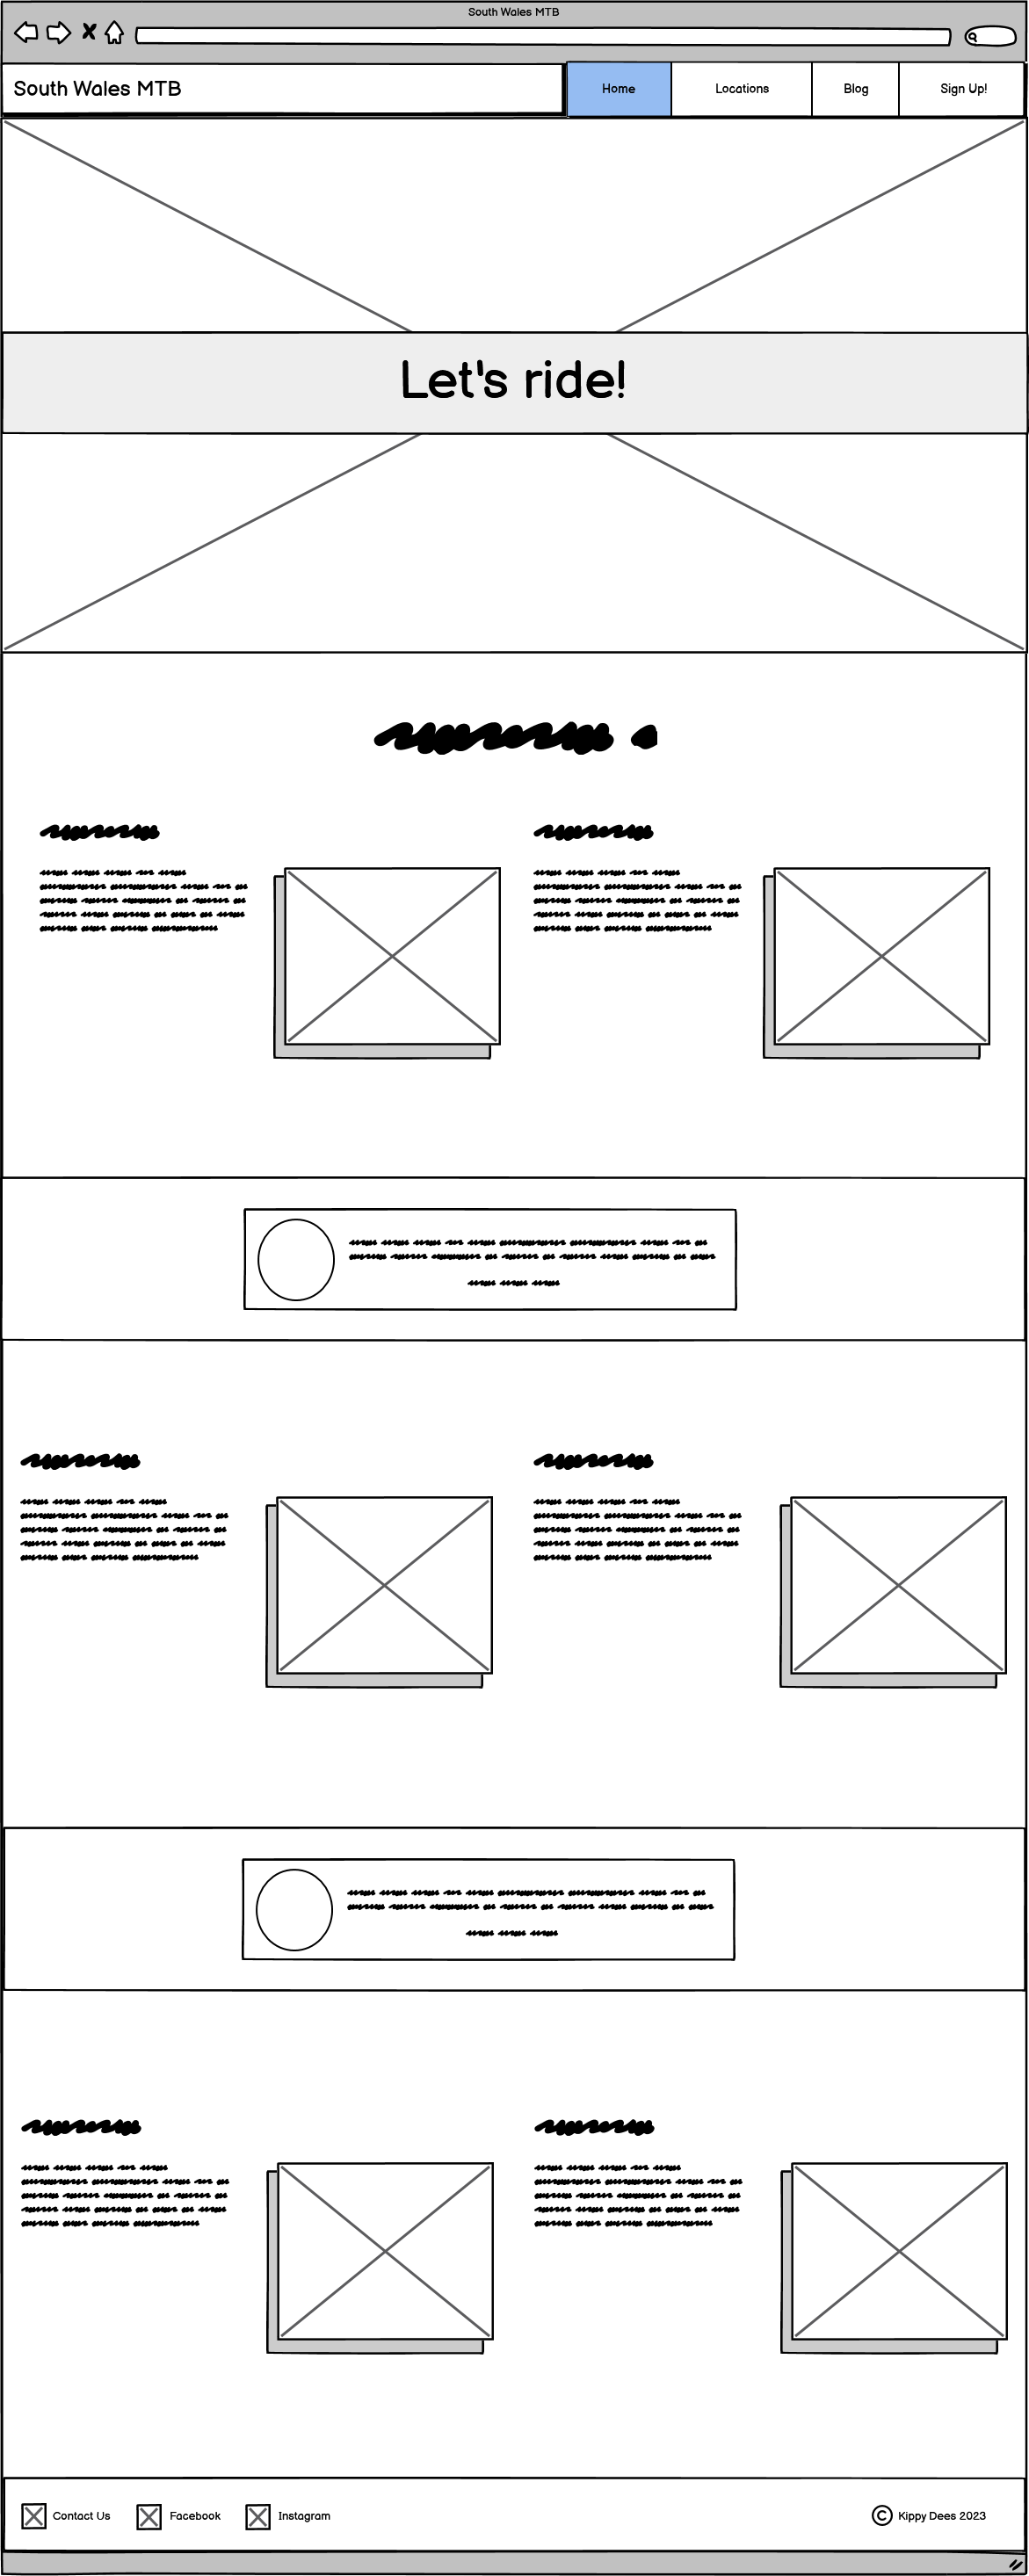 South Wales MTB
South Wales MTB
Home Locations Blog Sign Up!
Let's ride!
Contact Us Facebook Instagram © Kippy Dees 2023